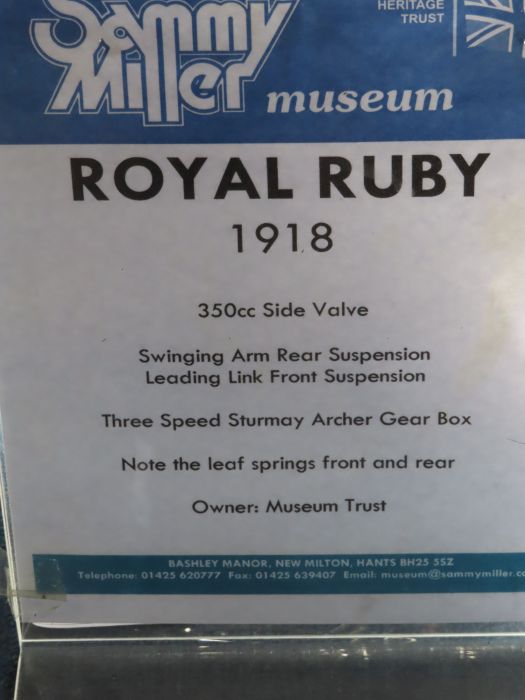 HERITAGE
TRUST
Sammy
Miller
museum
ROYAL RUBY
1918
350cc Side Valve
Swinging Arm Rear Suspension
Leading Link Front Suspension
Three Speed Sturmay Archer Gear Box
Note the leaf springs front and rear
Owner: Museum Trust
BASHLEY MANOR, NEW MILTON, HANTS BH25 5SZ
Telephone: 01425 620777 Fax: 01425 639407 Email: museum@sammymiller.co